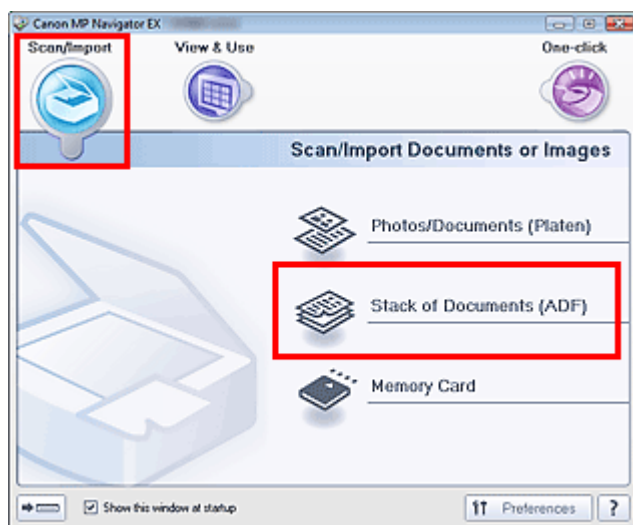 Canon MP Navigator EX
Scan/Import
View & Use
One-click
Scan/Import Documents or Images
Photos/Documents (Platen)
Stack of Documents (ADF)
Memory Card
Show this window at startup
Preferences
?